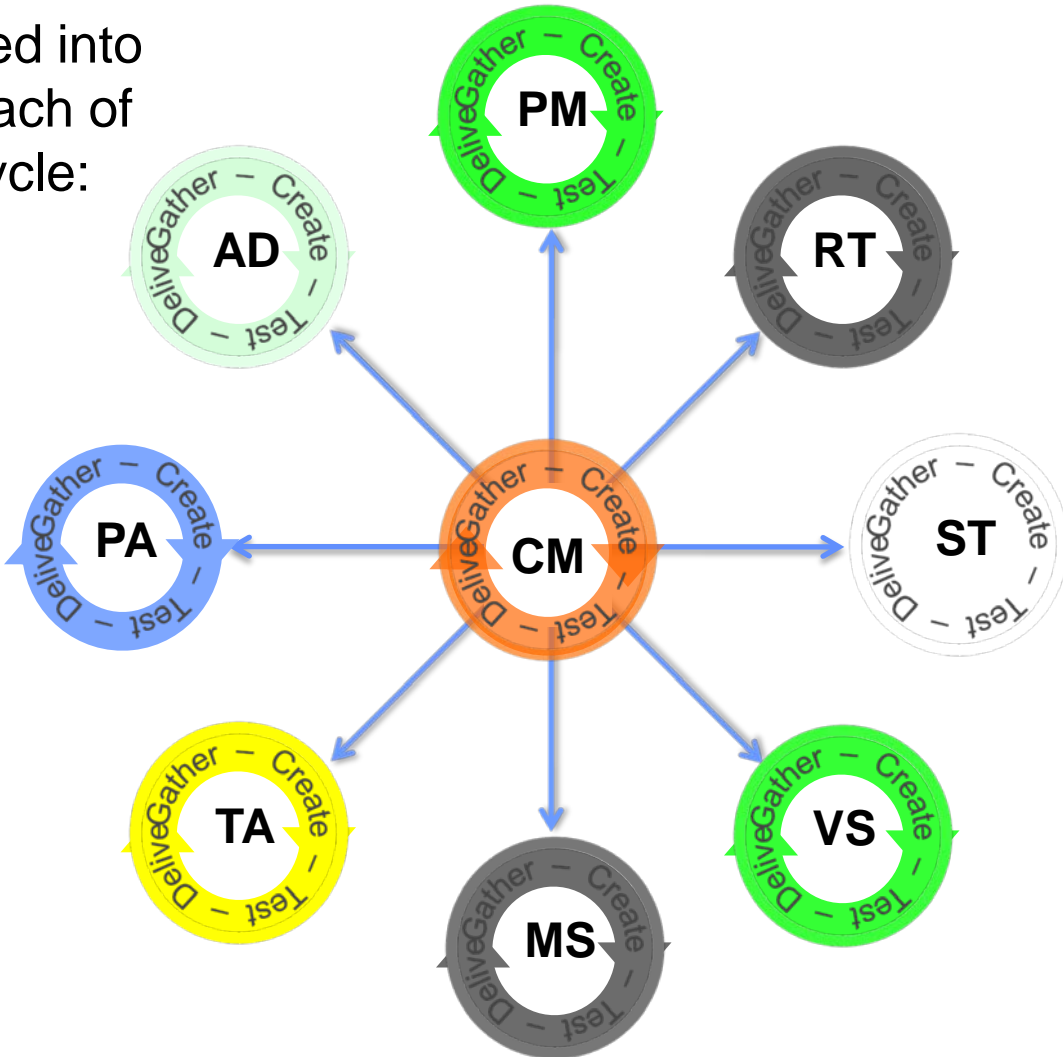 ed into
ach of
ycle:
PM
Gather – Create – Test – Delive
AD
Gather – Create – Test – Delive
RT
Gather – Create – Test – Delive
PA
Gather – Create – Test – Delive
CM
Gather – Create – Test – Delive
ST
Gather – Create – Test – Delive
TA
Gather – Create – Test – Delive
VS
Gather – Create – Test – Delive
MS
Gather – Create – Test – Delive